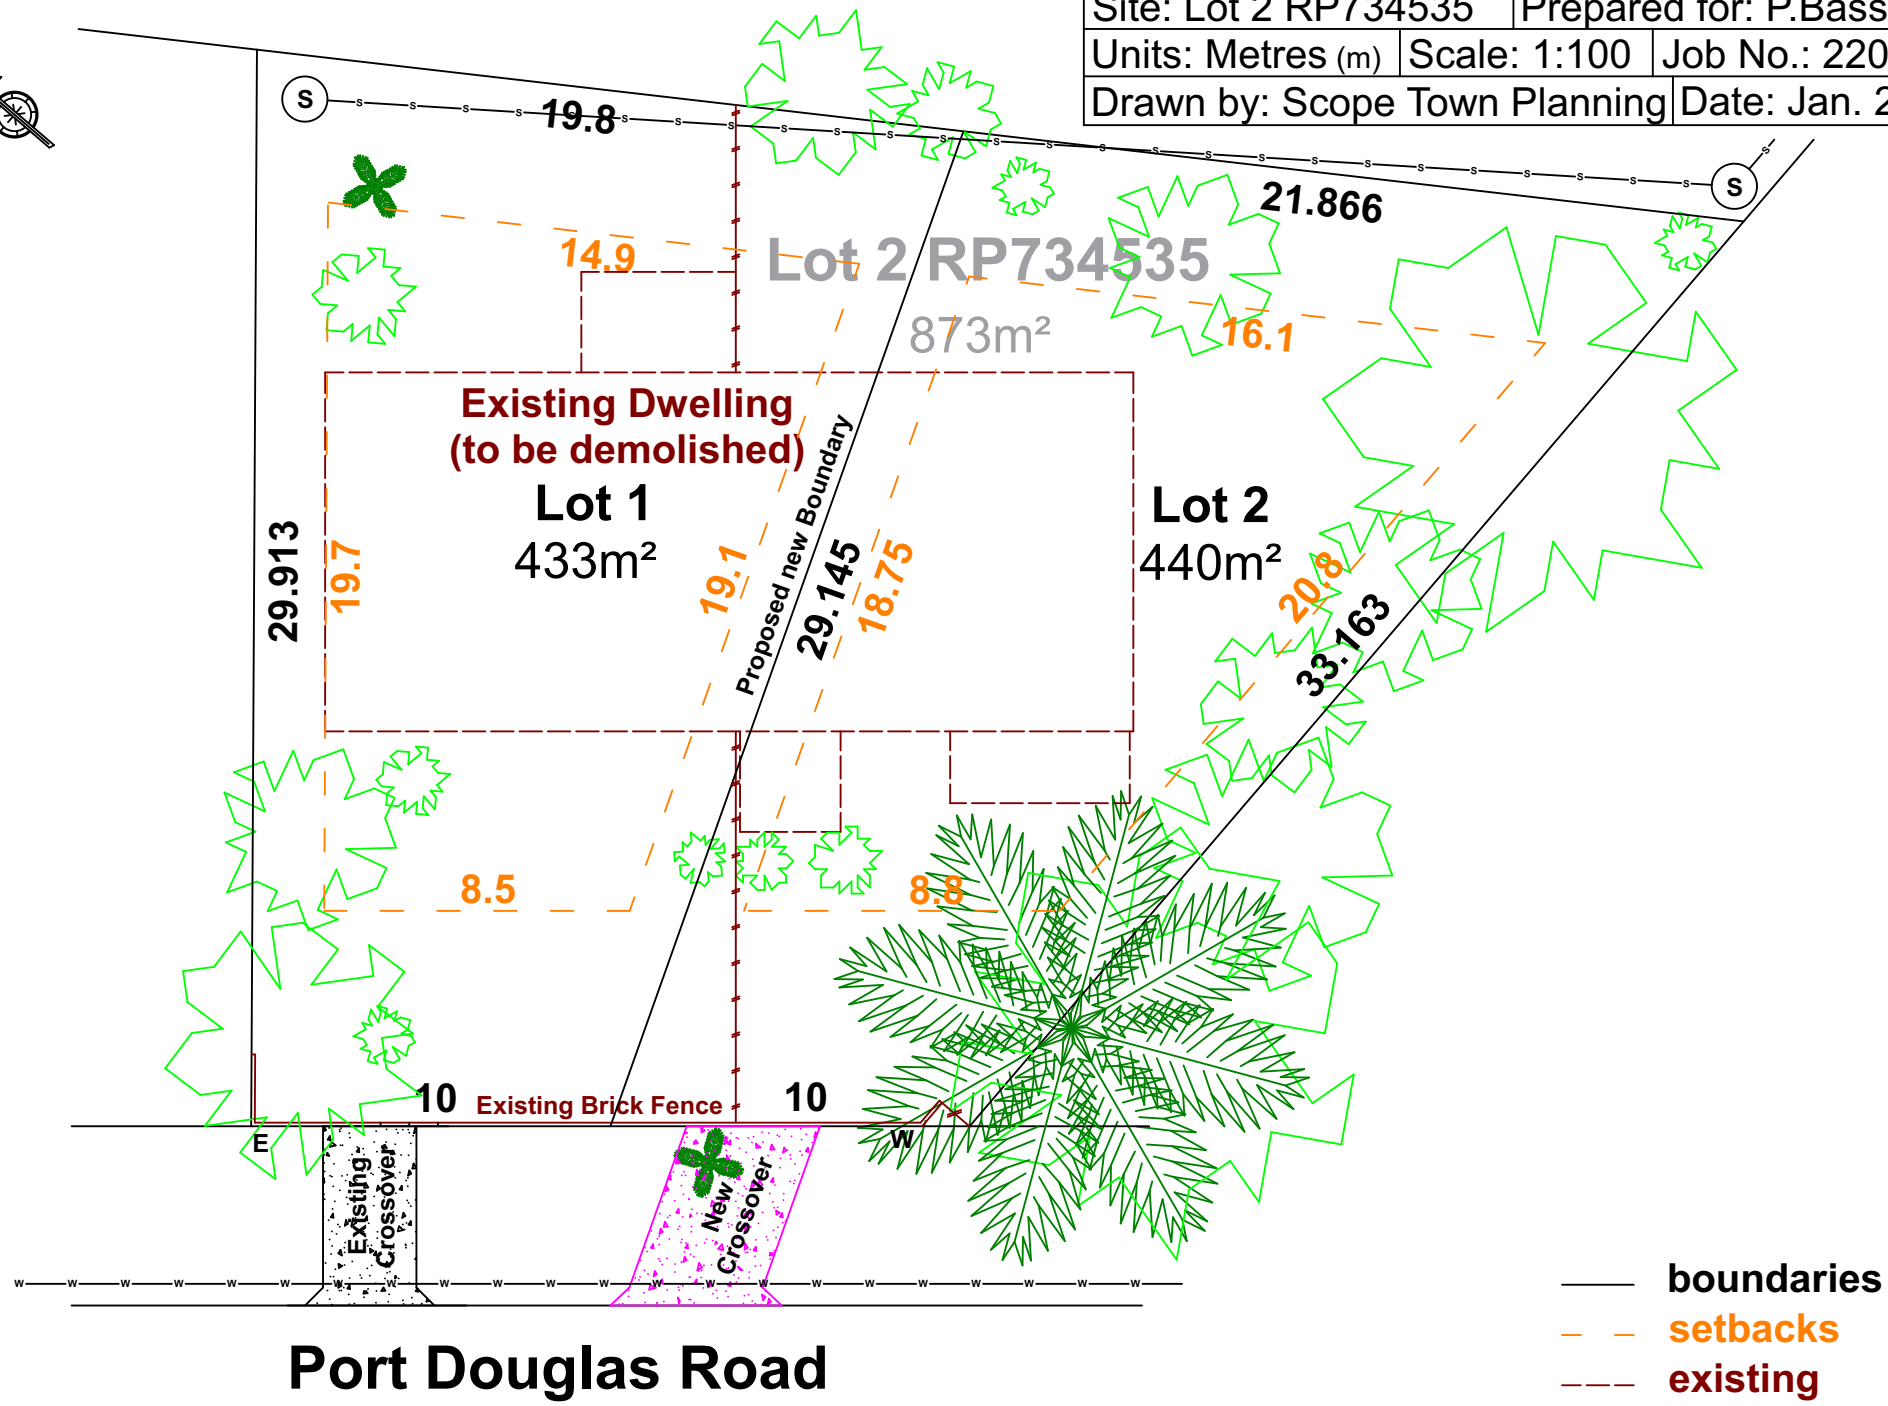 Site: Lot 2 RP734535 Prepared for: P.Bass
Units: Metres (m) Scale: 1:100 Job No.: 220
Drawn by: Scope Town Planning Date: Jan. 2
S
19.8
S
21.866
14.9
Lot 2 RP734535
873m²
16.1
Existing Dwelling
(to be demolished)
Lot 1
433m²
Lot 2
440m²
29.913
19.7
19.1
Proposed new Boundary
29.145
18.75
20.8
33.163
8.5
8.8
10
Existing Brick Fence
10
E
W
Existing
Crossover
New
Crossover
Port Douglas Road
boundaries
setbacks
existing